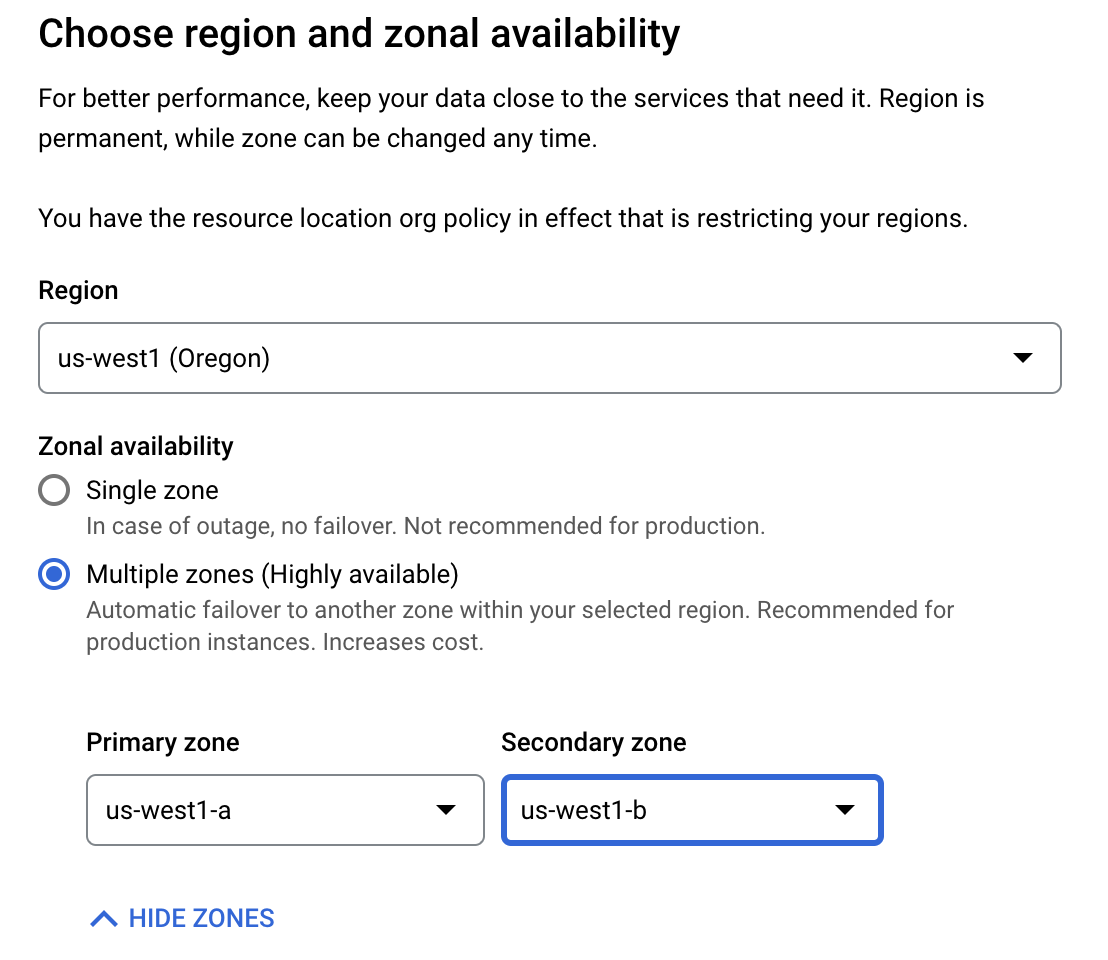 Choose region and zonal availability
For better performance, keep your data close to the services that need it. Region is
permanent, while zone can be changed any time.
You have the resource location org policy in effect that is restricting your regions.
Region
us-west1 (Oregon)
Zonal availability
Single zone
In case of outage, no failover. Not recommended for production.
Multiple zones (Highly available)
Automatic failover to another zone within your selected region. Recommended for
production instances. Increases cost.
Primary zone
Secondary zone
us-west1-a
us-west1-b
HIDE ZONES